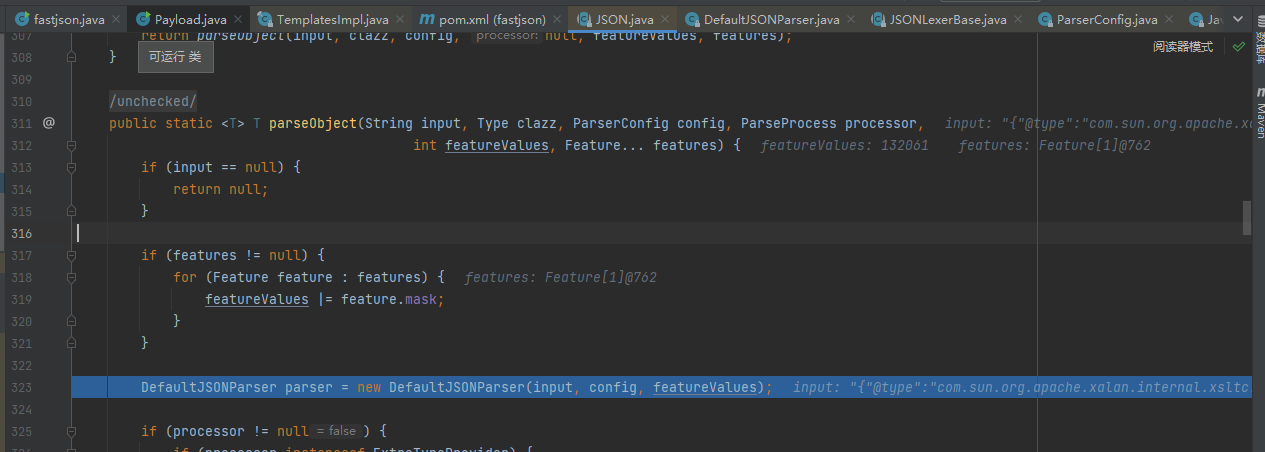 fastjson.java Payload.java TemplatesImpl.java pom.xml (fastjson) JSON.java DefaultJSONParser.java JSONLexerBase.java ParserConfig.java Jav
307 return parseObject(input, clazz, config, processor: null, featureValues, features);
308 }
可运行 类
阅读器模式
数据库
Maven
309
310 /unchecked/
311 @ public static <T> T parseObject(String input, Type clazz, ParserConfig config, ParseProcess processor, input: "{"@type":"com.sun.org.apache.xa
312 int featureValues, Feature... features) { featureValues: 132061 features: Feature[1]@762
313 if (input == null) {
314 return null;
315 }
316
317 if (features != null) {
318 for (Feature feature : features) { features: Feature[1]@762
319 featureValues |= feature.mask;
320 }
321 }
322
323 DefaultJSONParser parser = new DefaultJSONParser(input, config, featureValues); input: "{"@type":"com.sun.org.apache.xalan.internal.xsltc
324
325 if (processor != null = false ) {
if (processor instanceof ExtraTypeProvider) {